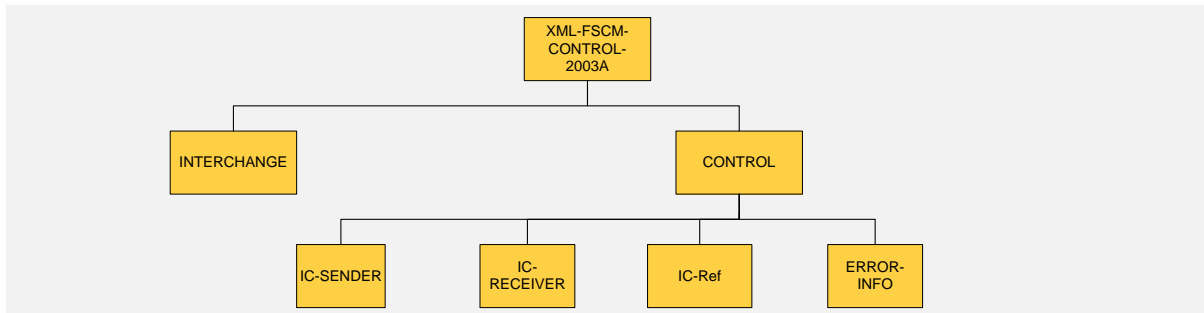 XML-FSCM-
CONTROL-
2003A
INTERCHANGE
CONTROL
IC-SENDER
IC-
RECEIVER
IC-Ref
ERROR-
INFO